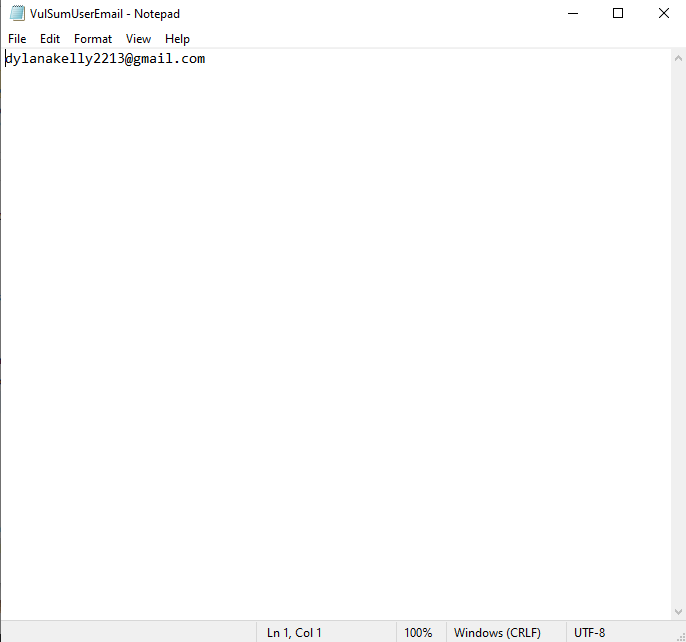 VulSumUserEmail - Notepad
File Edit Format View Help
dylanakelly2213@gmail.com
Ln 1, Col 1 100% Windows (CRLF) UTF-8